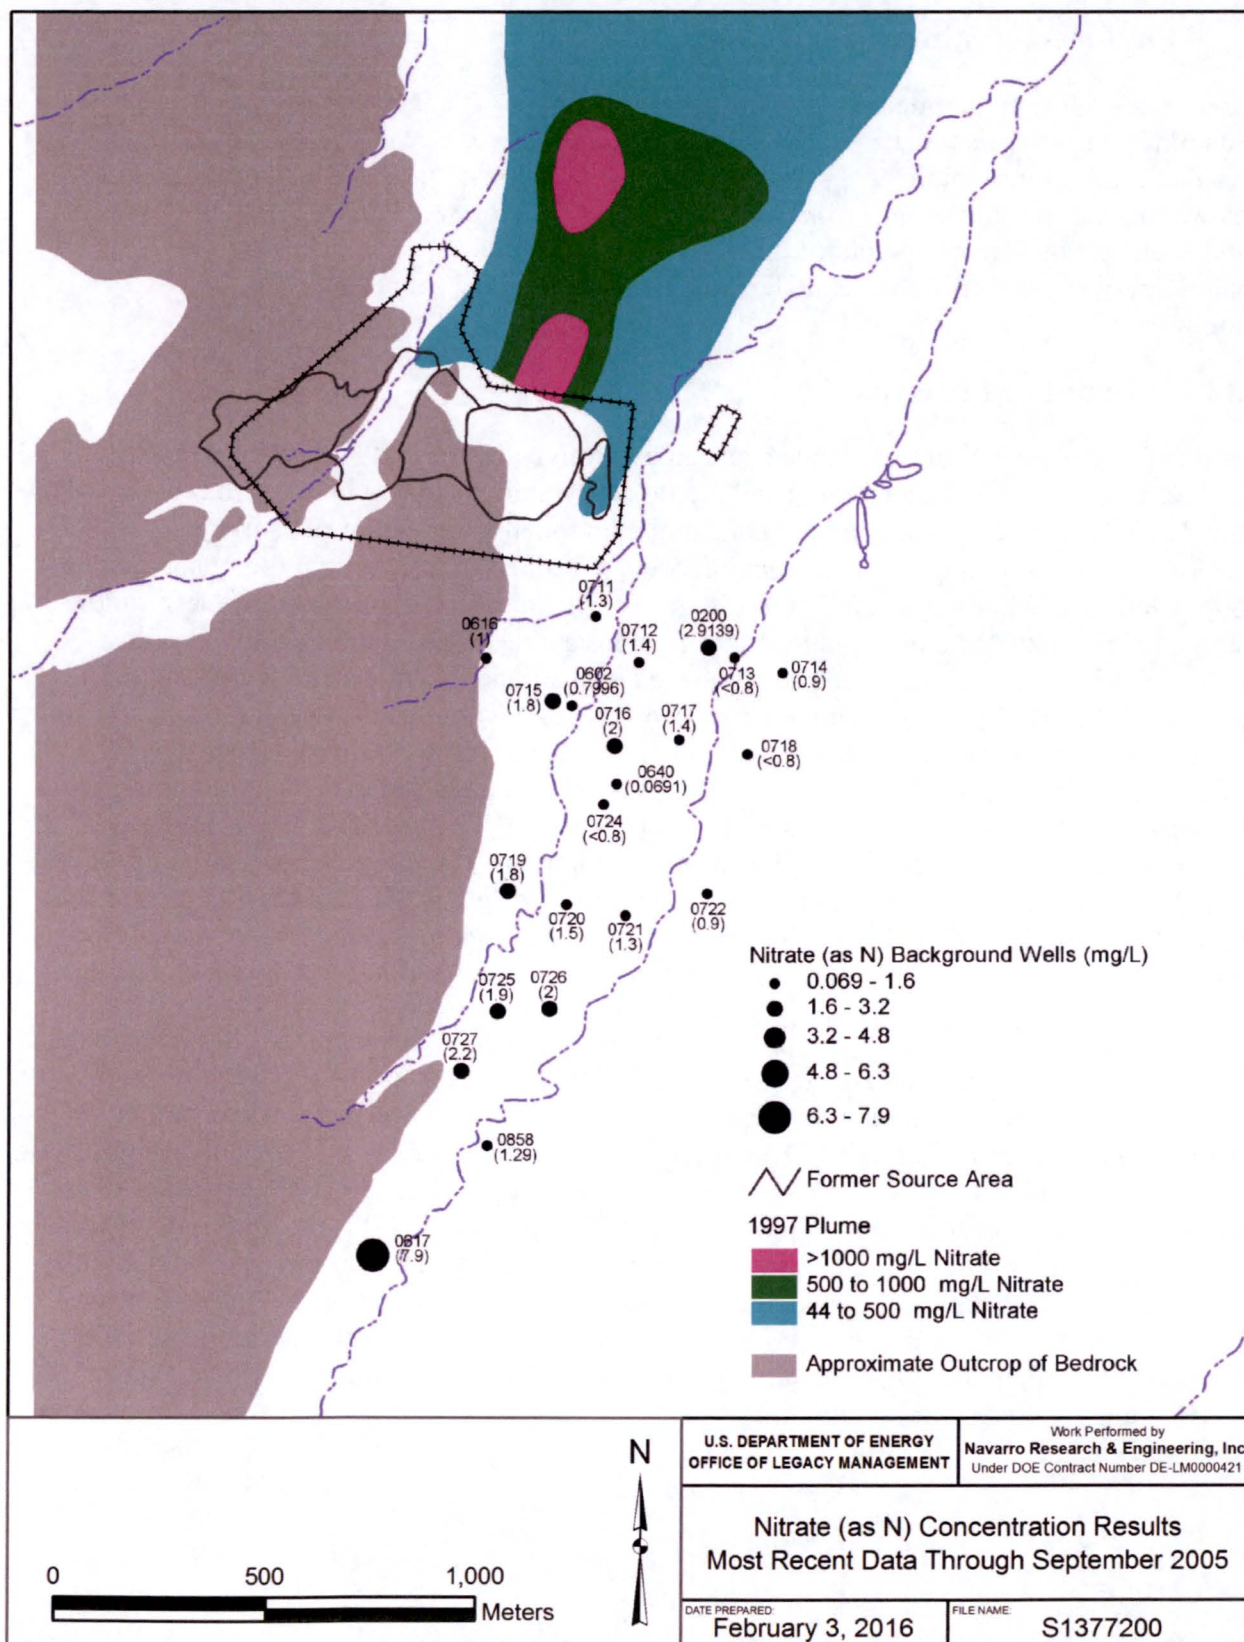 0711
(1.3)
0616
(1)
0712
(1.4)
0200
(2.9139)
0602
(0.7996)
0713
(<0.8)
0714
(0.9)
0715
(1.8)
0716
(2)
0717
(1.4)
0718
(<0.8)
0640
(0.0691)
0724
(<0.8)
0719
(1.8)
0720
(1.5)
0721
(1.3)
0722
(0.9)
0725
(1.9)
0726
(2)
0727
(2.2)
0858
(1.29)
0617
(7.9)
Nitrate (as N) Background Wells (mg/L)
0.069 - 1.6
1.6 - 3.2
3.2 - 4.8
4.8 - 6.3
6.3 - 7.9
Former Source Area
1997 Plume
>1000 mg/L Nitrate
500 to 1000 mg/L Nitrate
44 to 500 mg/L Nitrate
Approximate Outcrop of Bedrock
N
0 500 1,000
Meters
U.S. DEPARTMENT OF ENERGY
OFFICE OF LEGACY MANAGEMENT
Work Performed by
Navarro Research & Engineering, Inc
Under DOE Contract Number DE-LM0000421
Nitrate (as N) Concentration Results
Most Recent Data Through September 2005
DATE PREPARED:
February 3, 2016
FILE NAME:
S1377200